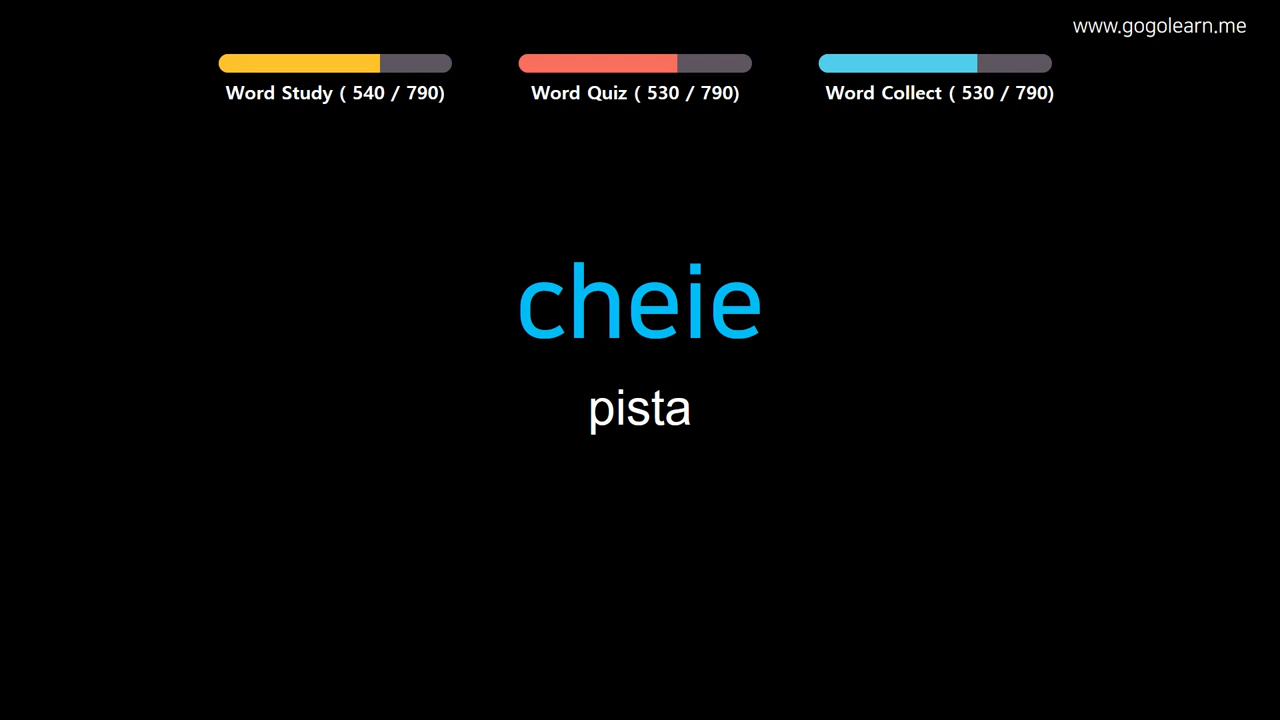 www.gogolearn.me
Word Study ( 540 / 790)
Word Quiz ( 530 / 790)
Word Collect ( 530 / 790)
cheie
pista